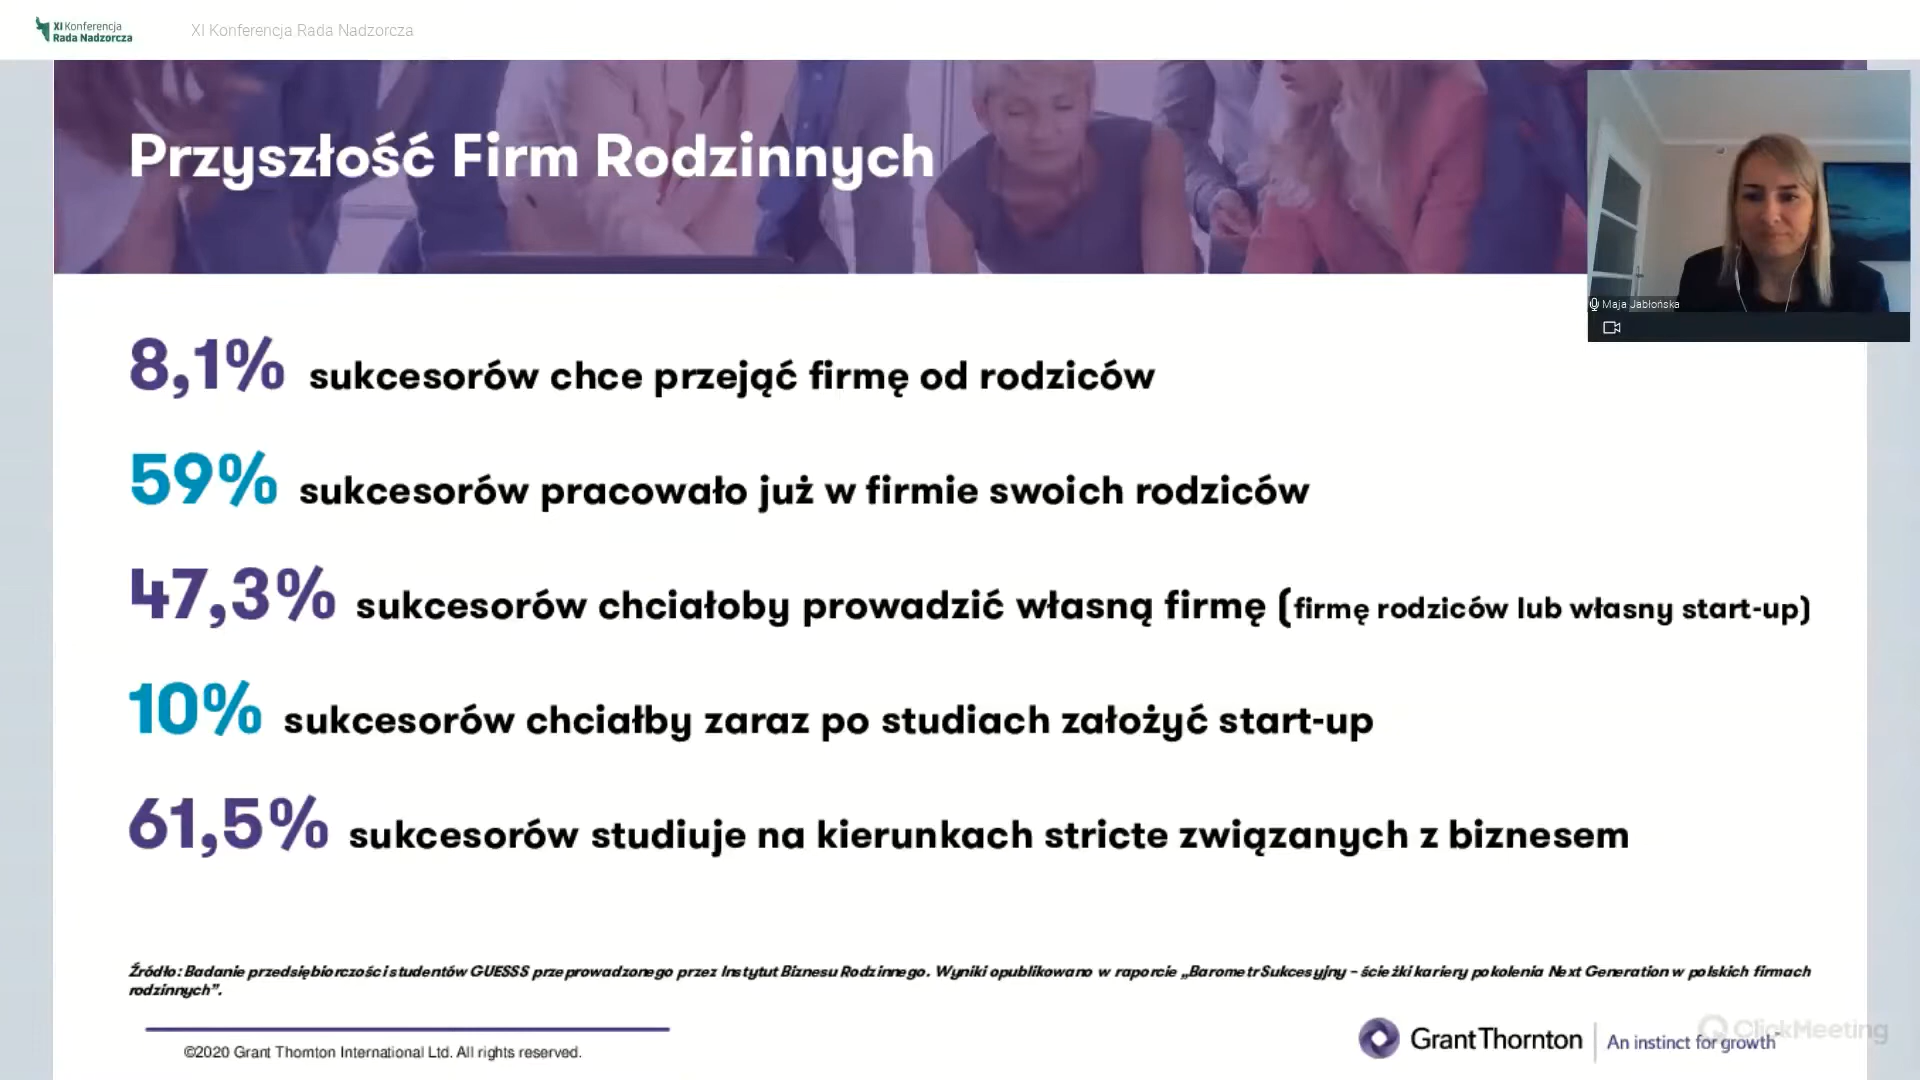 XI Konferencja
Rada Nadzorcza
XI Konferencja Rada Nadzorcza
Przyszłość Firm Rodzinnych
Maja Jabłońska
8,1% sukcesorów chce przejąć firmę od rodziców
59% sukcesorów pracowało już w firmie swoich rodziców
47,3% sukcesorów chciałoby prowadzić własną firmę (firmę rodziców lub własny start-up)
10% sukcesorów chciałby zaraz po studiach założyć start-up
61,5% sukcesorów studiuje na kierunkach stricte związanych z biznesem
Źródło: Badanie przedsiębiorczości studentów GUESSS przeprowadzonego przez Instytut Biznesu Rodzinnego. Wyniki opublikowano w raporcie „Barometr Sukcesyjny – ścieżki kariery pokolenia Next Generation w polskich firmach
rodzinnych”.
©2020 Grant Thornton International Ltd. All rights reserved.
Grant Thornton | An instinct for growth™
ClickMeeting